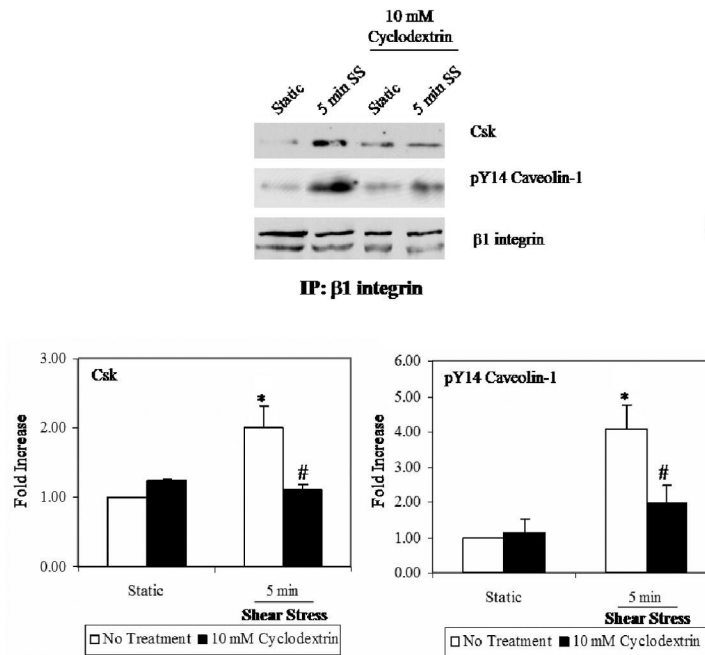 10 mM
Cyclodextrin
Static
5 min SS
Static
5 min SS
Csk
pY14 Caveolin-1
β1 integrin
IP: β1 integrin
Csk
Fold Increase
3.00
2.00
1.00
0.00
*
#
Static
5 min
Shear Stress
No Treatment
10 mM Cyclodextrin
pY14 Caveolin-1
Fold Increase
6.00
5.00
4.00
3.00
2.00
1.00
0.00
*
#
Static
5 min
Shear Stress
No Treatment
10 mM Cyclodextrin